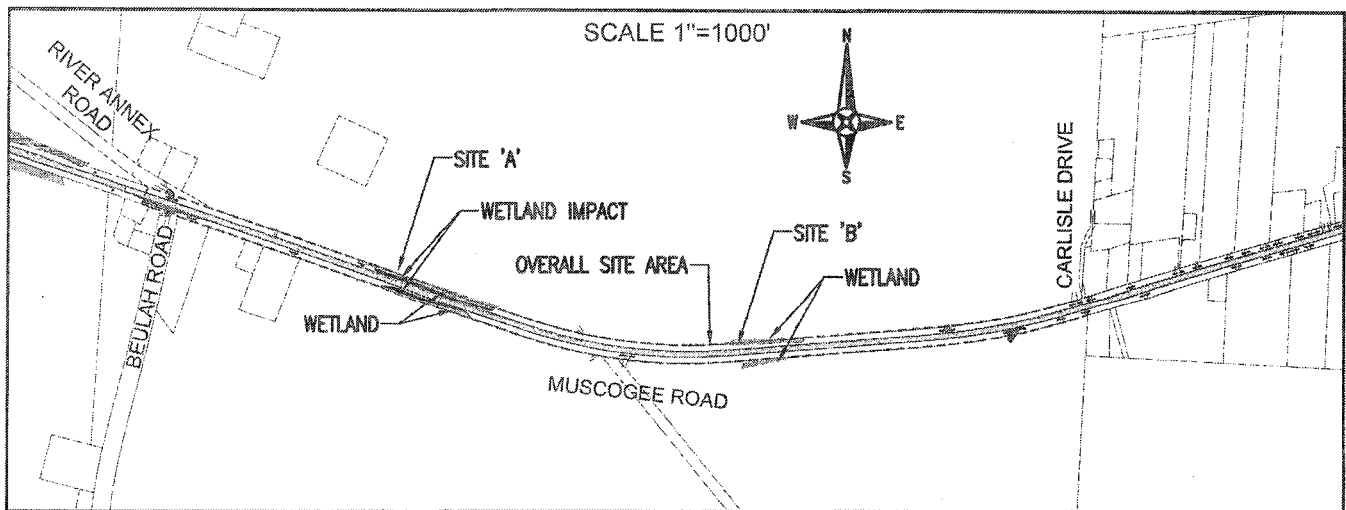 SCALE 1"=1000'
N
W E
S
RIVER ANNEX
ROAD
SITE 'A'
WETLAND IMPACT
SITE 'B'
OVERALL SITE AREA
WETLAND
WETLAND
BEULAH ROAD
MUSCOGEE ROAD
CARLISLE DRIVE